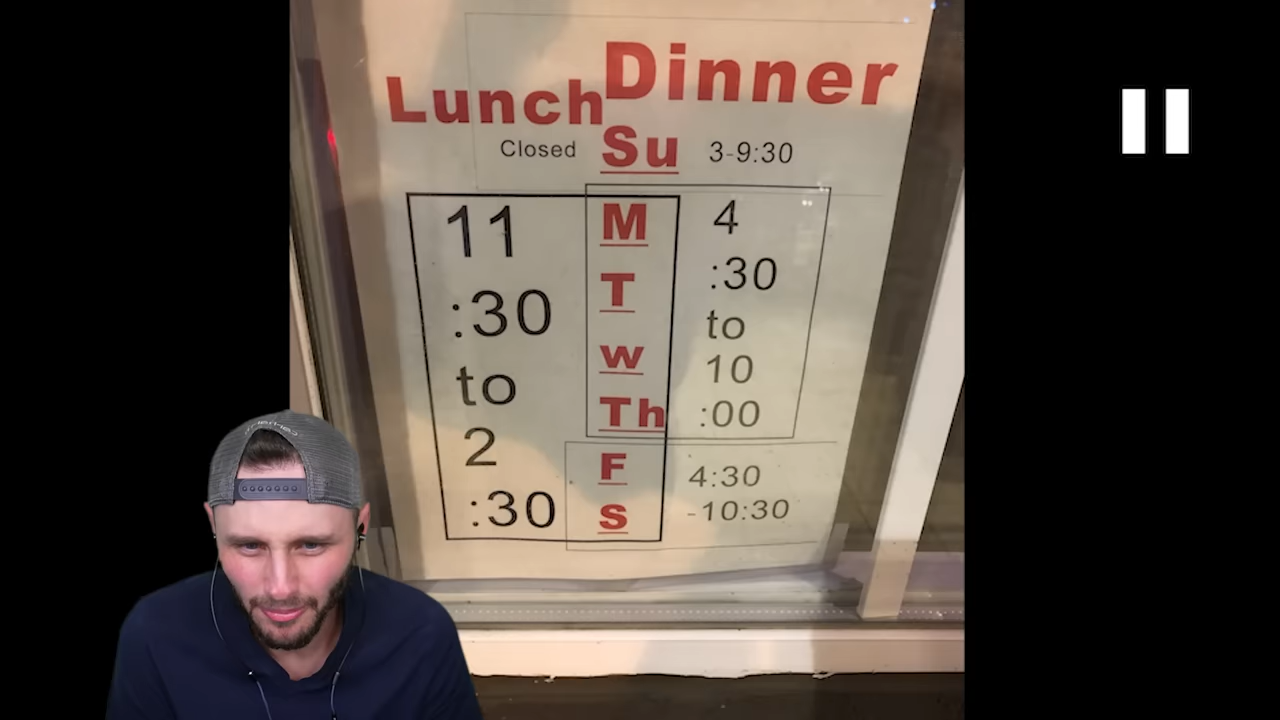 Lunch Dinner
Closed Su 3-9:30
11 M 4
:30 T :30
to w to
2 Th 10
:30 F :00
S 4:30
-10:30